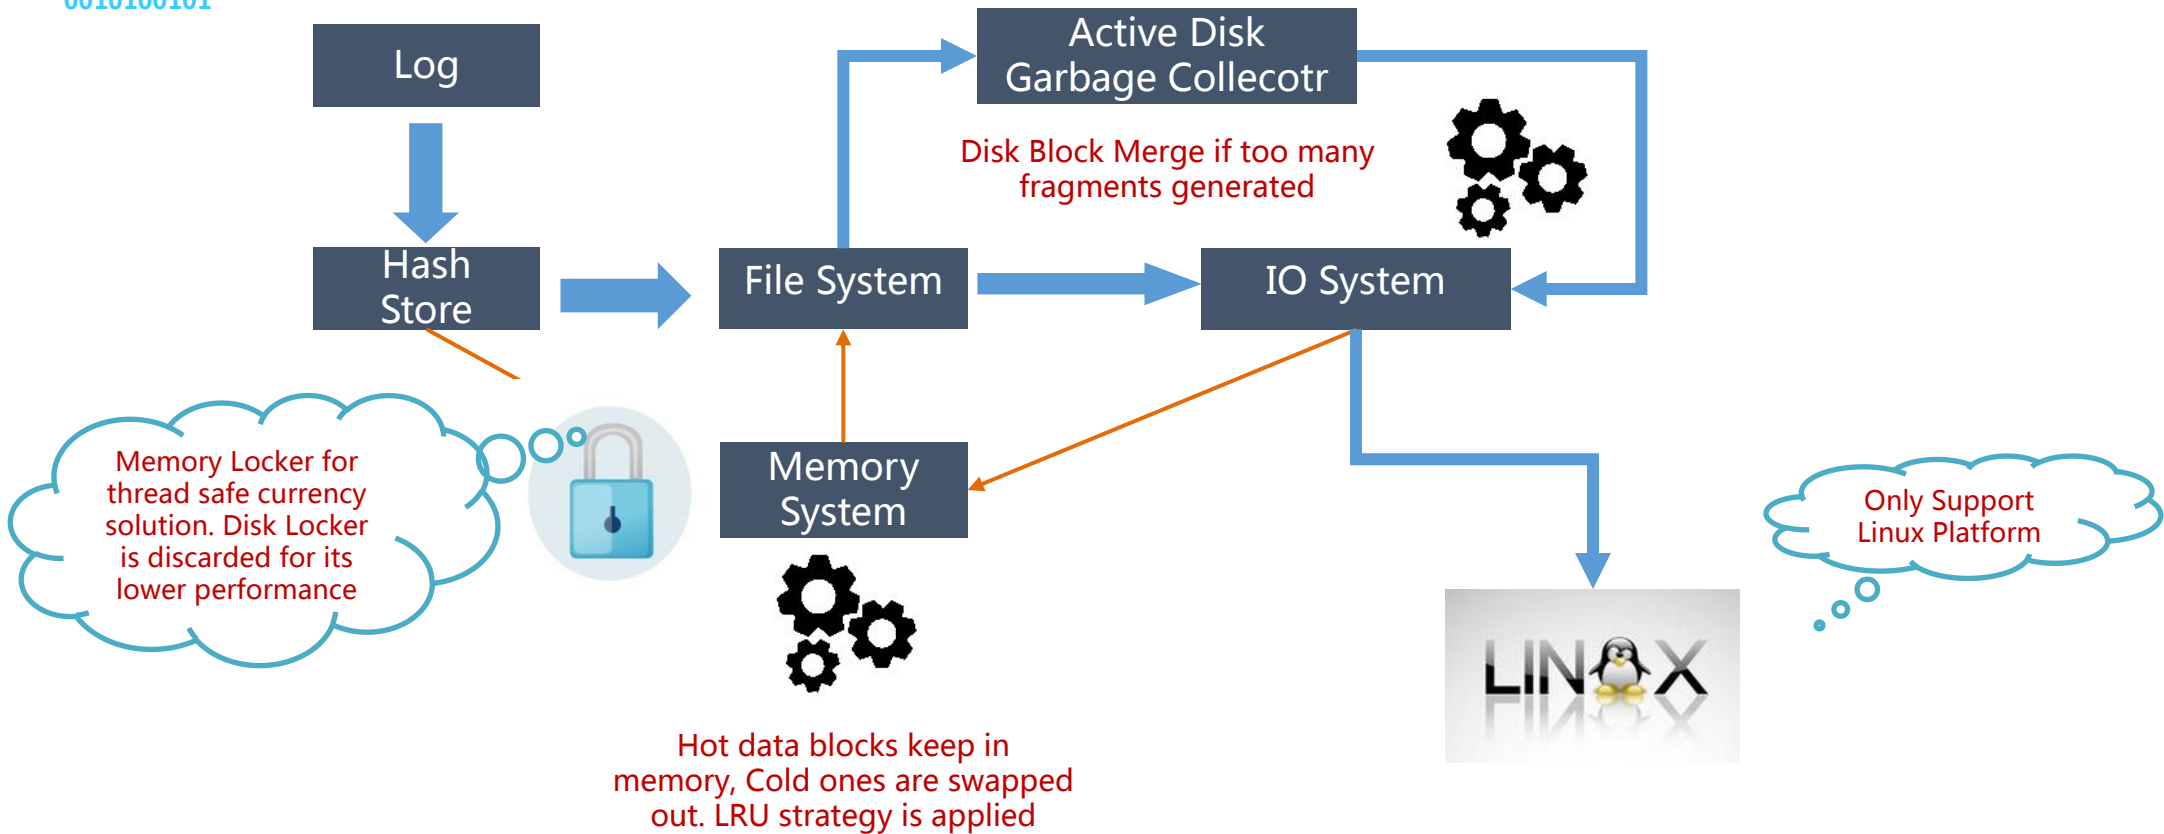 0010100101
Log
Active Disk
Garbage Collecotr
Disk Block Merge if too many
fragments generated
Hash
Store
File System
IO System
Memory Locker for
thread safe currency
solution. Disk Locker
is discarded for its
lower performance
Memory
System
Only Support
Linux Platform
LINUX
Hot data blocks keep in
memory, Cold ones are swapped
out. LRU strategy is applied